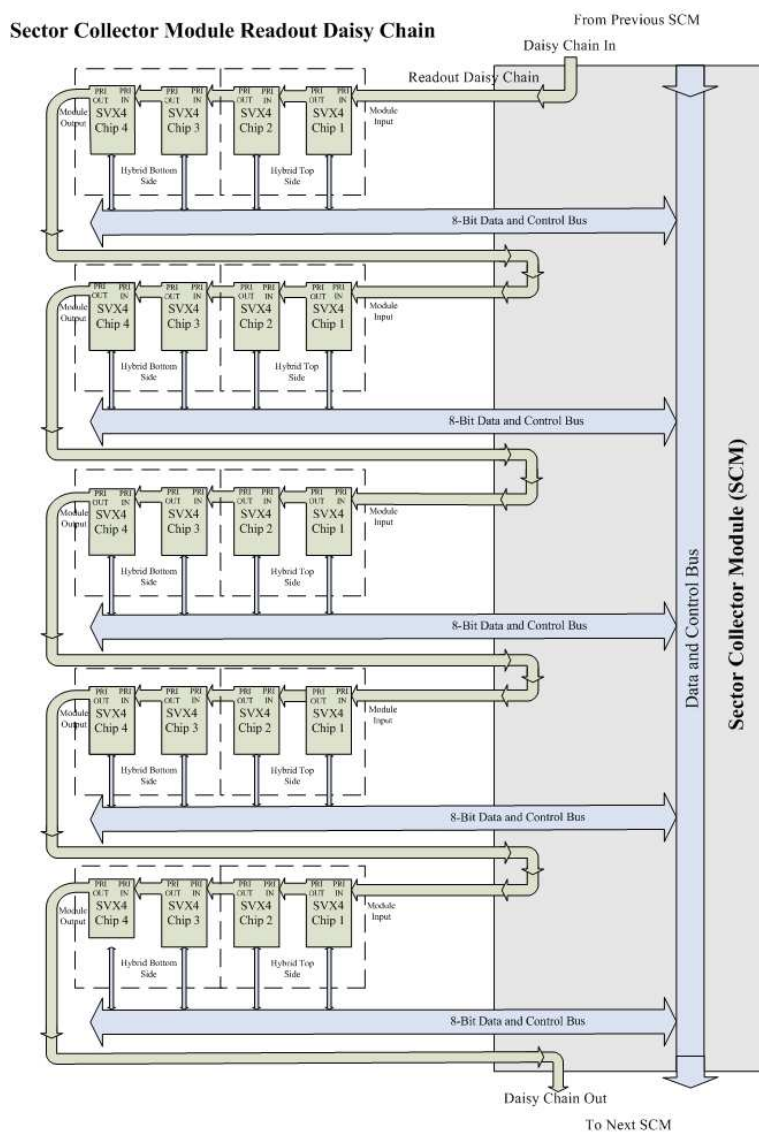 From Previous SCM
Sector Collector Module Readout Daisy Chain
Daisy Chain In
Readout Daisy Chain
PRI OUT PRI IN PRI OUT PRI IN PRI OUT PRI IN PRI OUT PRI IN
Module Output
SVX4 Chip 4
SVX4 Chip 3
SVX4 Chip 2
SVX4 Chip 1
Module Input
Hybrid Bottom Side
Hybrid Top Side
8-Bit Data and Control Bus
PRI OUT PRI IN PRI OUT PRI IN PRI OUT PRI IN PRI OUT PRI IN
Module Output
SVX4 Chip 4
SVX4 Chip 3
SVX4 Chip 2
SVX4 Chip 1
Module Input
Hybrid Bottom Side
Hybrid Top Side
8-Bit Data and Control Bus
PRI OUT PRI IN PRI OUT PRI IN PRI OUT PRI IN PRI OUT PRI IN
Module Output
SVX4 Chip 4
SVX4 Chip 3
SVX4 Chip 2
SVX4 Chip 1
Module Input
Hybrid Bottom Side
Hybrid Top Side
8-Bit Data and Control Bus
PRI OUT PRI IN PRI OUT PRI IN PRI OUT PRI IN PRI OUT PRI IN
Module Output
SVX4 Chip 4
SVX4 Chip 3
SVX4 Chip 2
SVX4 Chip 1
Module Input
Hybrid Bottom Side
Hybrid Top Side
8-Bit Data and Control Bus
PRI OUT PRI IN PRI OUT PRI IN PRI OUT PRI IN PRI OUT PRI IN
Module Output
SVX4 Chip 4
SVX4 Chip 3
SVX4 Chip 2
SVX4 Chip 1
Module Input
Hybrid Bottom Side
Hybrid Top Side
8-Bit Data and Control Bus
Data and Control Bus
Sector Collector Module (SCM)
Daisy Chain Out
To Next SCM